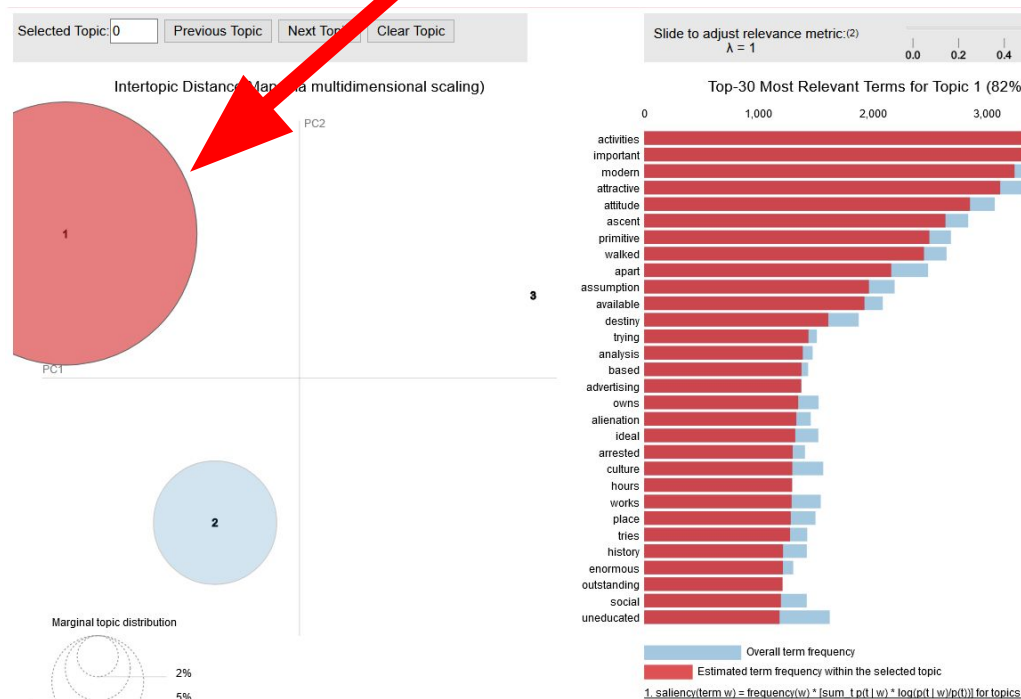 Selected Topic: 0 Previous Topic Next Clear Topic
Slide to adjust relevance metric:(2)
λ = 1
0.0 0.2 0.4
Intertopic Distance multidimensional scaling)
PC2
1
3
PC1
2
Marginal topic distribution
2%
5%
Top-30 Most Relevant Terms for Topic 1 (82%
0 1,000 2,000 3,000
activities
important
modern
attractive
attitude
ascent
primitive
walked
apart
assumption
available
destiny
trying
analysis
based
advertising
owns
alienation
ideal
arrested
culture
hours
works
place
tries
history
enormous
outstanding
social
uneducated
Overall term frequency
Estimated term frequency within the selected topic
1. saliency(term w) = frequency(w) * [sum_t p(t | w) * log(p(t | w)/p(t))] for topics